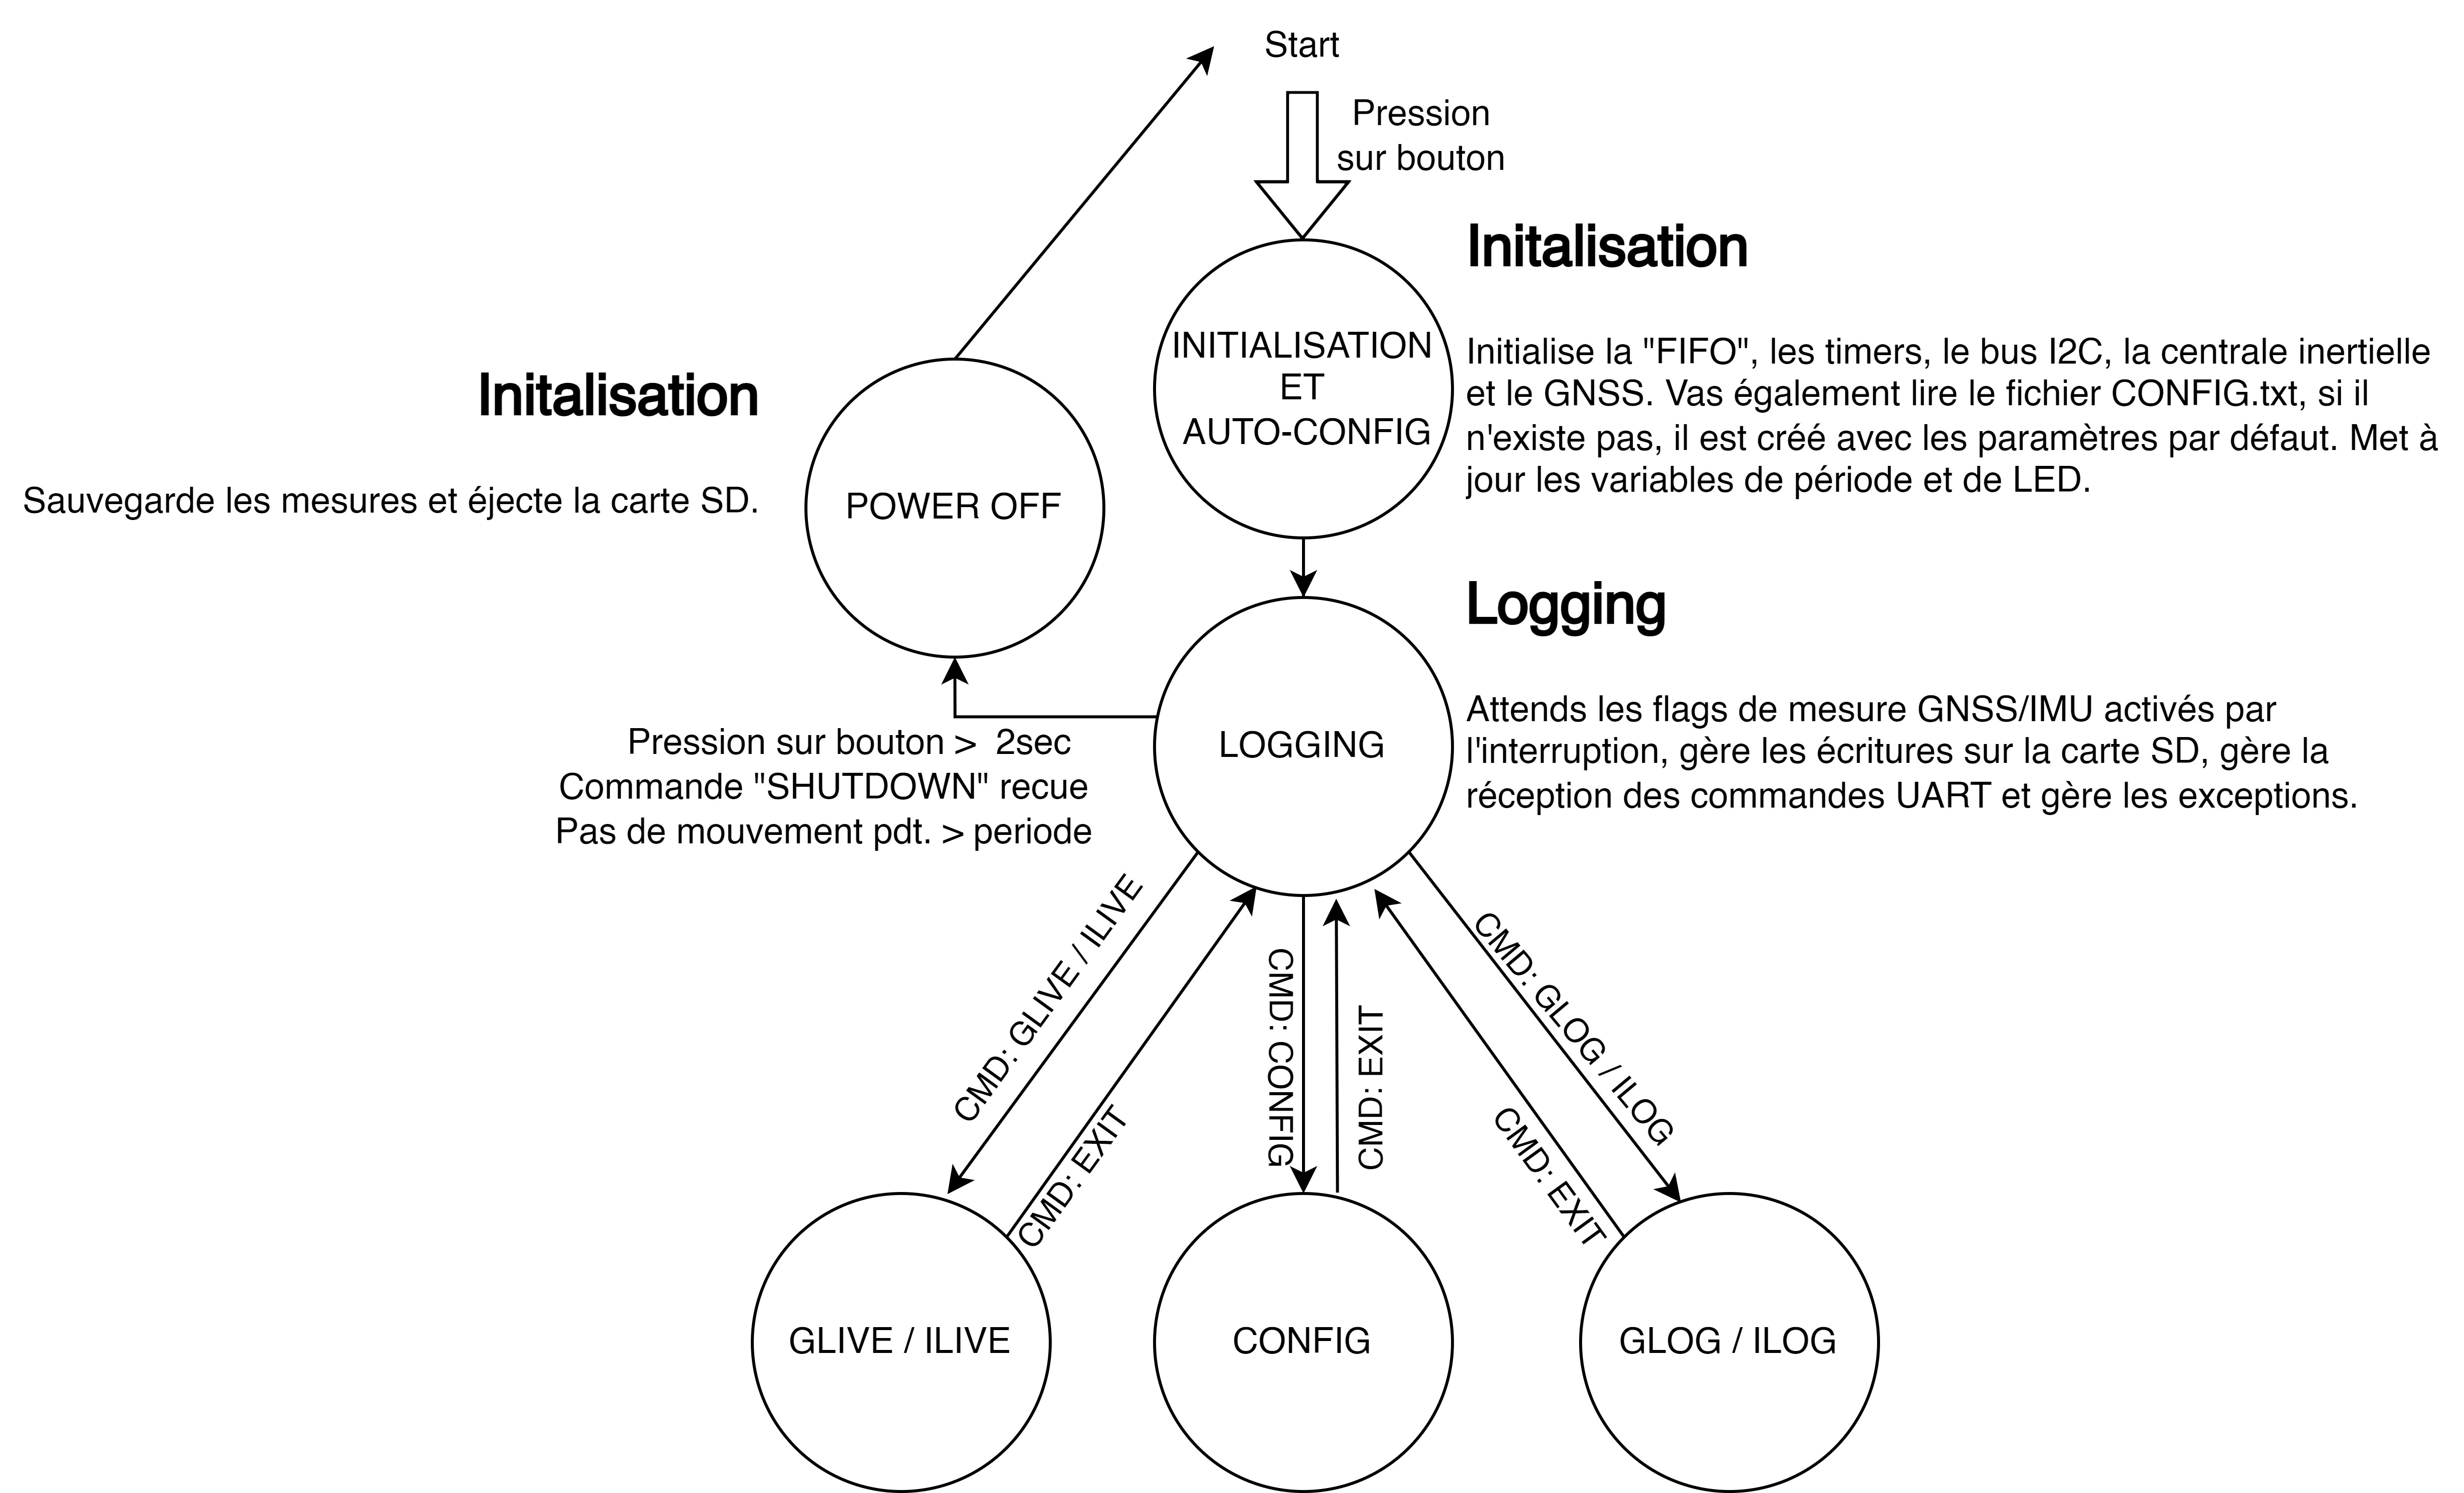 Start
Pression
sur bouton
Initalisation
INITIALISATION
ET
AUTO-CONFIG
Initialise la "FIFO", les timers, le bus I2C, la centrale inertielle
et le GNSS. Vas également lire le fichier CONFIG.txt, si il
n'existe pas, il est créé avec les paramètres par défaut. Met à
jour les variables de période et de LED.
Initalisation
Sauvegarde les mesures et éjecte la carte SD.
POWER OFF
Logging
LOGGING
Attends les flags de mesure GNSS/IMU activés par
l'interruption, gère les écritures sur la carte SD, gère la
réception des commandes UART et gère les exceptions.
Pression sur bouton > 2sec
Commande "SHUTDOWN" recue
Pas de mouvement pdt. > periode
CMD: GLIVE / ILIVE
CMD: EXIT
CMD: CONFIG
CMD: EXIT
CMD: GLOG / ILOG
CMD: EXIT
GLIVE / ILIVE
CONFIG
GLOG / ILOG